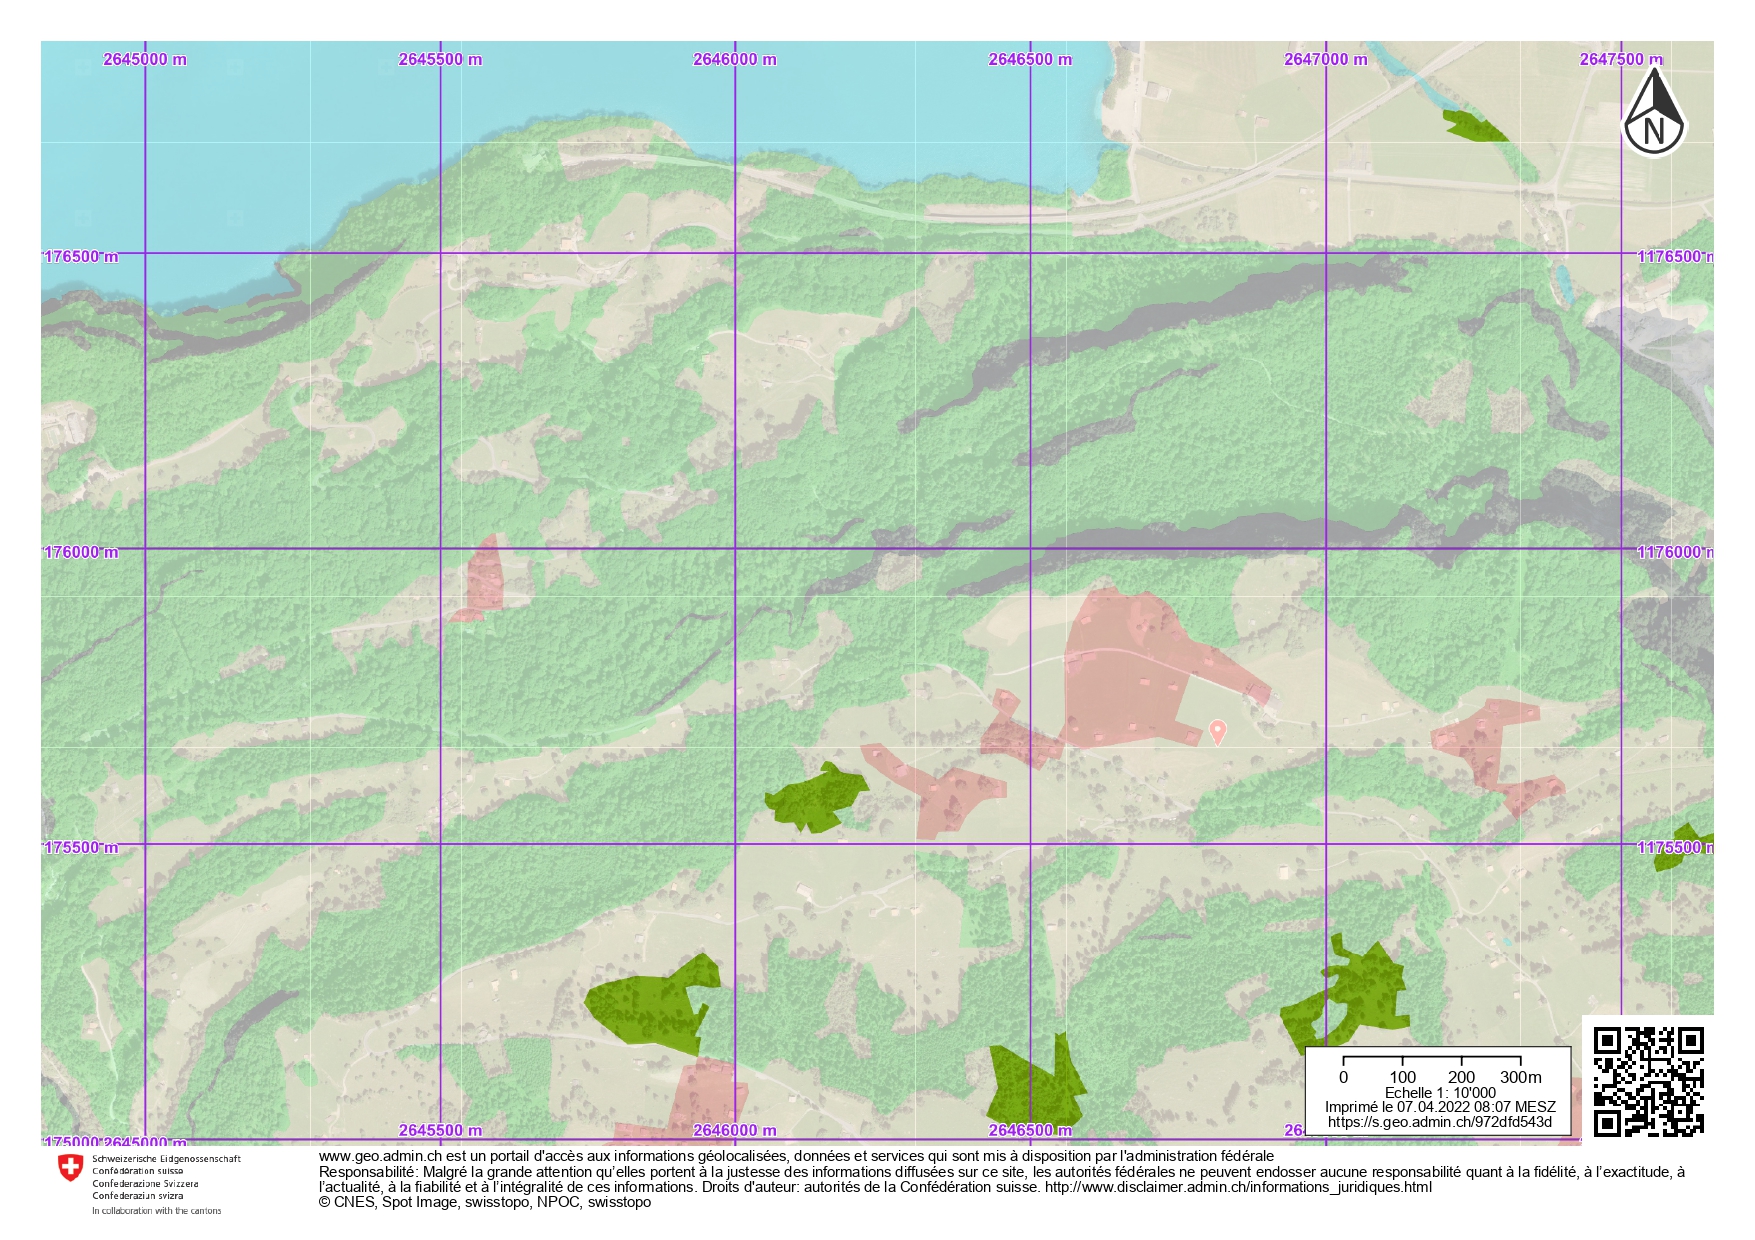 2645000 m 2645500 m 2646000 m 2646500 m 2647000 m 2647500 m
N
176500 m 1176500 m
176000 m 1176000 m
175500 m 1175500 m
0 100 200 300m
Echelle 1: 10'000
Imprimé le 07.04.2022 08:07 MESZ
https://s.geo.admin.ch/972dfd543d
175000 2645000 m 2645500 m 2646000 m 2646500 m 264
Schweizerische Eidgenossenschaft
Confédération suisse
Confederazione Svizzera
Confederaziun svizra
In collaboration with the cantons
www.geo.admin.ch est un portail d'accès aux informations géolocalisées, données et services qui sont mis à disposition par l'administration fédérale
Responsabilité: Malgré la grande attention qu’elles portent à la justesse des informations diffusées sur ce site, les autorités fédérales ne peuvent endosser aucune responsabilité quant à la fidélité, à l’exactitude, à
l’actualité, à la fiabilité et à l’intégralité de ces informations. Droits d'auteur: autorités de la Confédération suisse. http://www.disclaimer.admin.ch/informations_juridiques.html
© CNES, Spot Image, swisstopo, NPOC, swisstopo